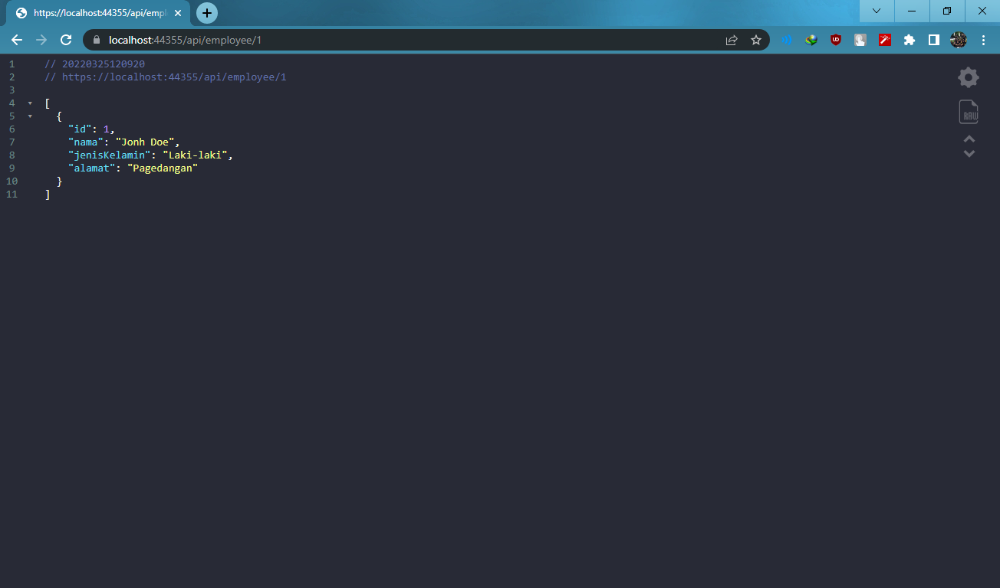 https://localhost:44355/api/empl
localhost:44355/api/employee/1
1 // 20220325120920
2 // https://localhost:44355/api/employee/1
3
4 [
5 {
6 "id": 1,
7 "nama": "Jonh Doe",
8 "jenisKelamin": "Laki-laki",
9 "alamat": "Pagedangan"
10 }
11 ]
RAW